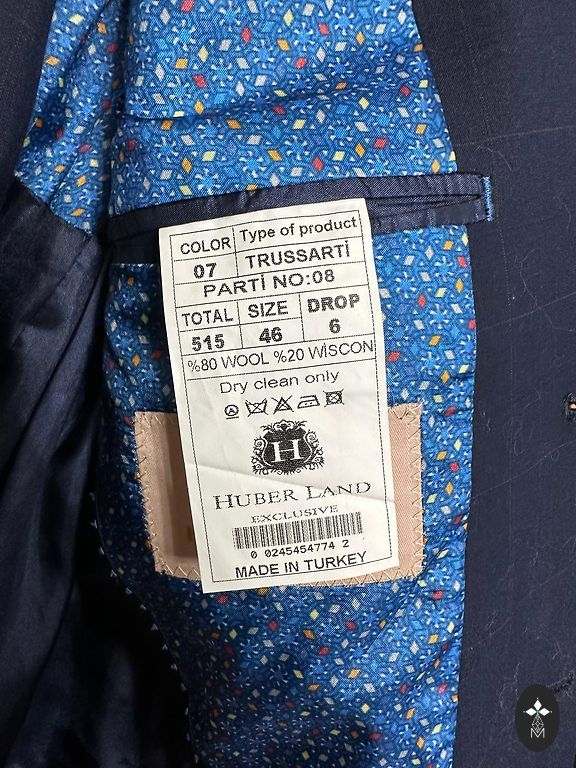 COLOR Type of product
07 TRUSSARTİ
PARTİ NO:08
TOTAL SIZE DROP
515 46 6
%80 WOOL %20 WİSCON
Dry clean only
H
HUBER LAND
EXCLUSIVE
0 0245454774 2
MADE IN TURKEY
M